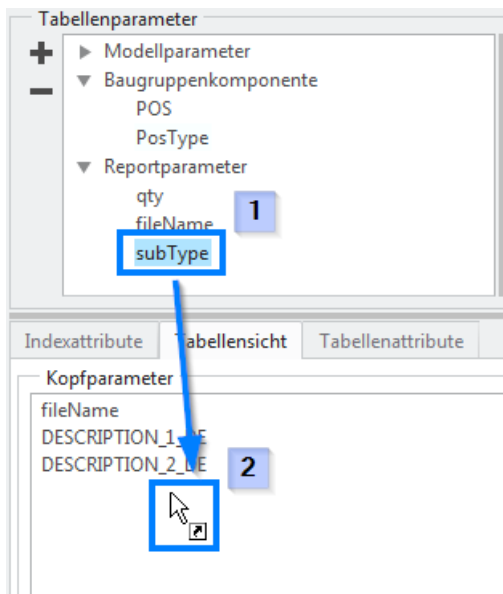 Tabellenparameter
Modellparameter
Baugruppenkomponente
POS
PosType
Reportparameter
qty
1
fileName
subType
Indexattribute Tabellensicht Tabellenattribute
Kopfparameter
fileName
DESCRIPTION_1_DE
DESCRIPTION_2_DE
2